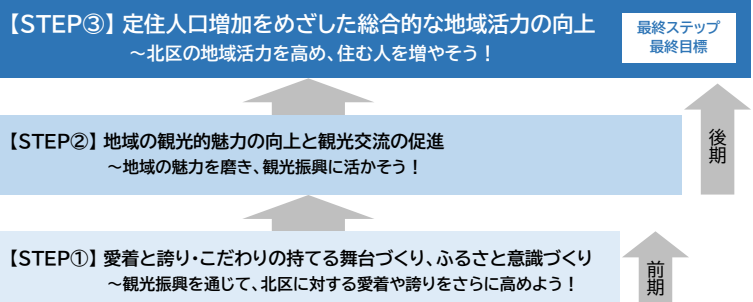 【STEP③】 定住人口増加をめざした総合的な地域活力の向上
～北区の地域活力を高め、住む人を増やそう！
最終ステップ
最終目標
【STEP②】 地域の観光的魅力の向上と観光交流の促進
～地域の魅力を磨き、観光振興に活かそう！
後期
【STEP①】 愛着と誇り・こだわりの持てる舞台づくり、ふるさと意識づくり
～観光振興を通じて、北区に対する愛着や誇りをさらに高めよう！
前期